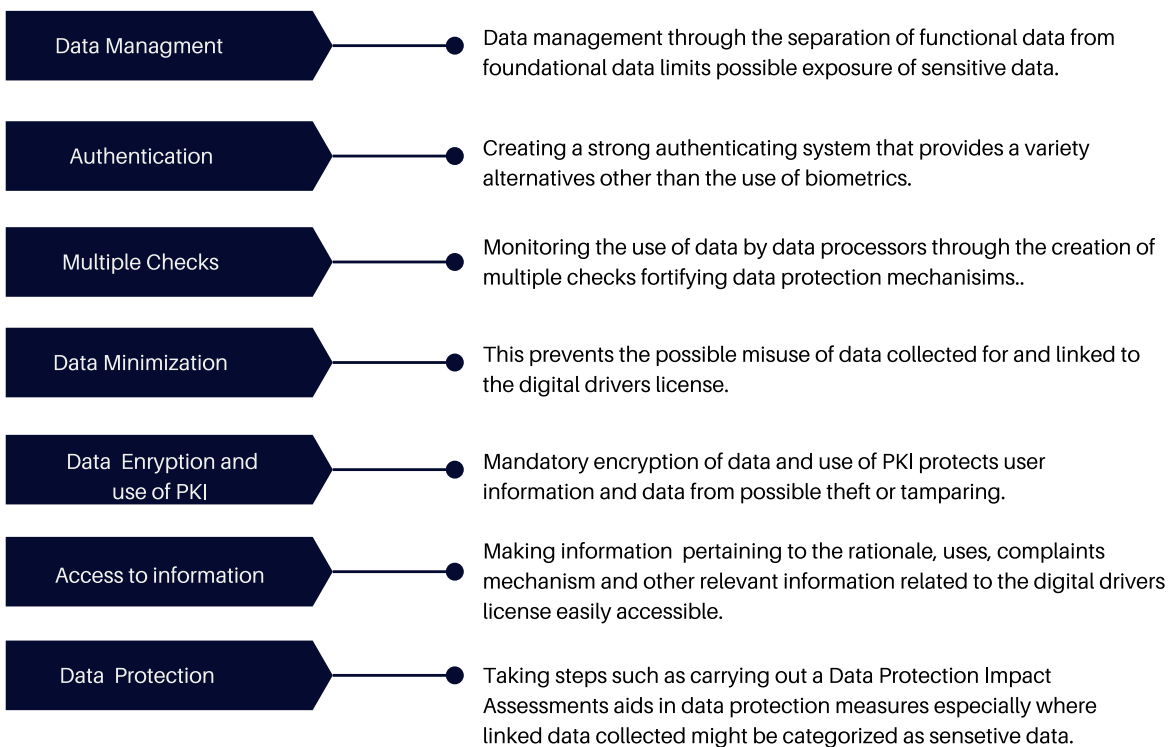 Data Managment
Data management through the separation of functional data from
foundational data limits possible exposure of sensitive data.
Authentication
Creating a strong authenticating system that provides a variety
alternatives other than the use of biometrics.
Multiple Checks
Monitoring the use of data by data processors through the creation of
multiple checks fortifying data protection mechanisims..
Data Minimization
This prevents the possible misuse of data collected for and linked to
the digital drivers license.
Data  Enryption and
use of PKI
Mandatory encryption of data and use of PKI protects user
information and data from possible theft or tamparing.
Access to information
Making information  pertaining to the rationale, uses, complaints
mechanism and other relevant information related to the digital drivers
license easily accessible.
Data  Protection
Taking steps such as carrying out a Data Protection Impact
Assessments aids in data protection measures especially where
linked data collected might be categorized as sensetive data.